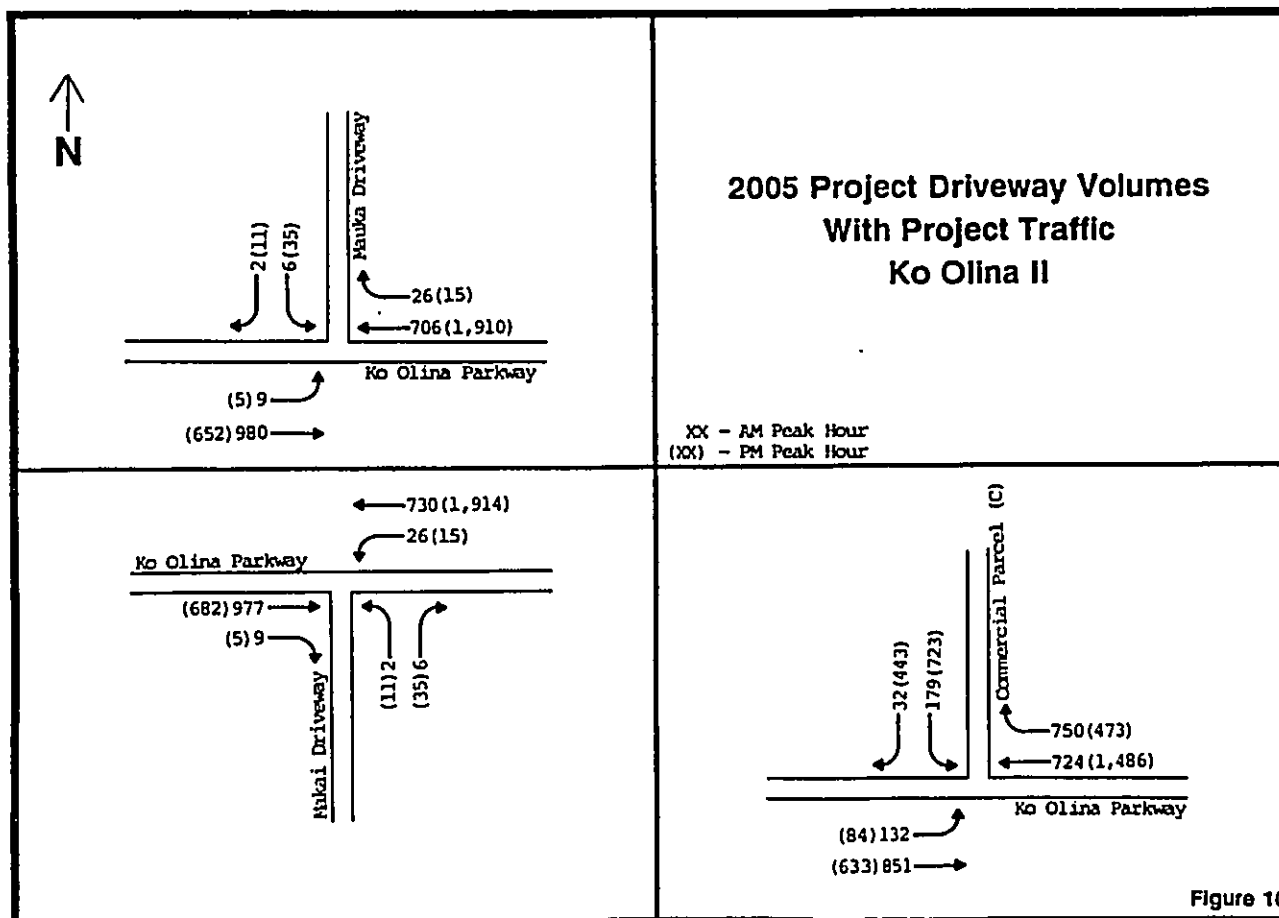 N
2(11)
6(35)
Mauka Driveway
26(15)
706(1,910)
Ko Olina Parkway
(5)9
(652)980
2005 Project Driveway Volumes
With Project Traffic
Ko Olina II
XX - AM Peak Hour
(XX) - PM Peak Hour
730(1,914)
26(15)
Ko Olina Parkway
(682)977
(5)9
Makai Driveway
(11)2
(35)6
32(443)
179(723)
Commercial Parcel (C)
750(473)
724(1,486)
Ko Olina Parkway
(84)132
(633)851
Figure